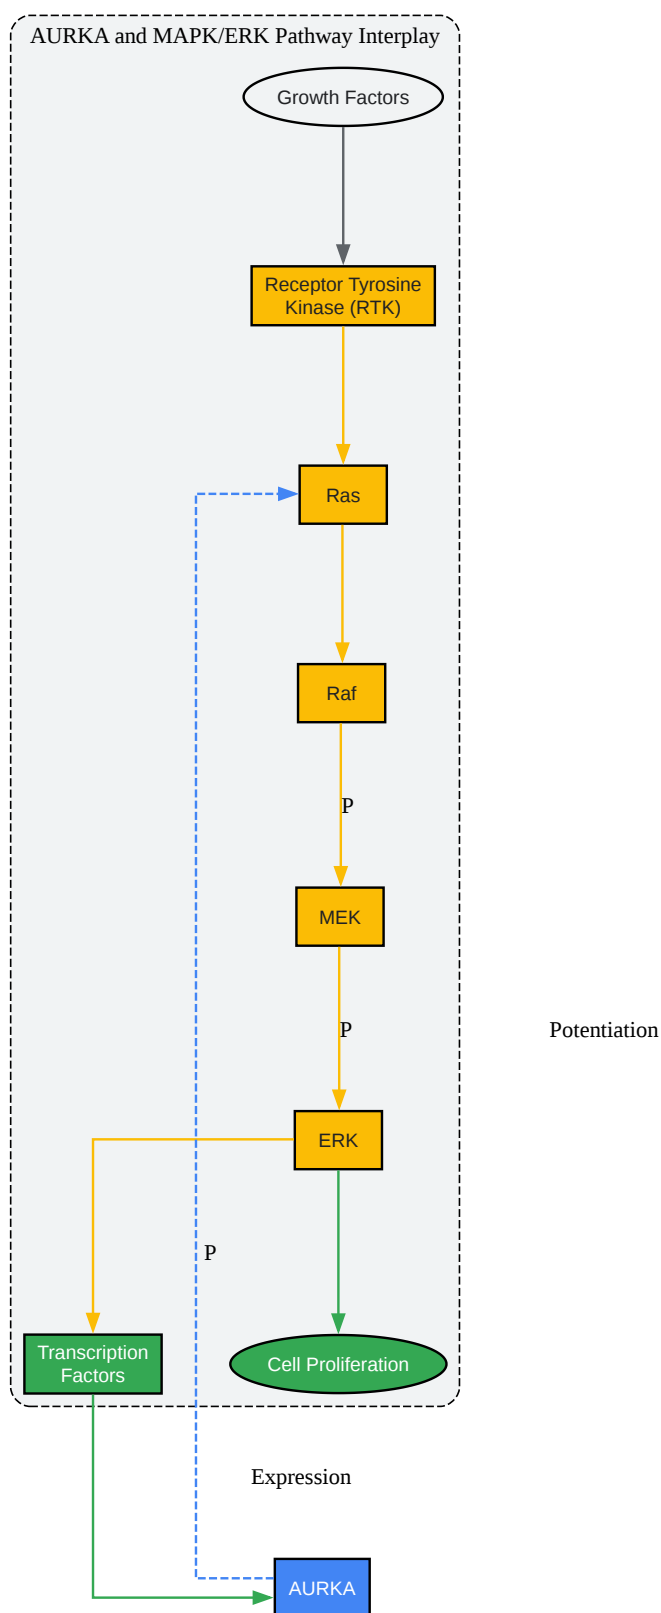 AURKA and MAPK/ERK Pathway Interplay
Growth Factors
Receptor Tyrosine
Kinase (RTK)
Ras
Raf
P
MEK
P
Potentiation
ERK
P
Transcription
Factors
Cell Proliferation
Expression
AURKA